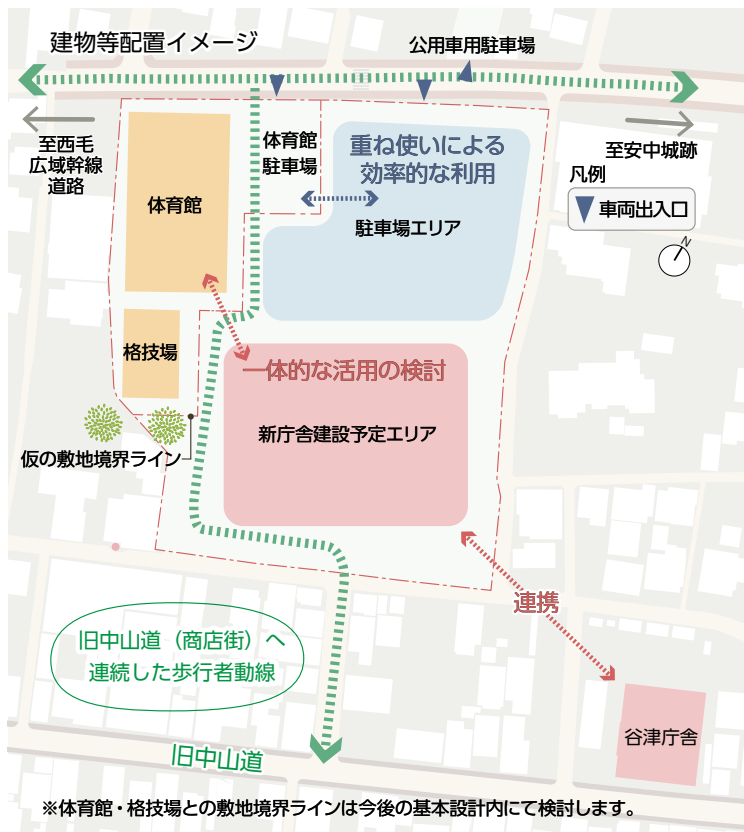 建物等配置イメージ
公用車用駐車場
至西毛
広域幹線
道路
至安中城跡
凡例
車両出入口
N
体育館
体育館
駐車場
重ね使いによる
効率的な利用
駐車場エリア
格技場
一体的な活用の検討
新庁舎建設予定エリア
仮の敷地境界ライン
連携
旧中山道（商店街）へ
連続した歩行者動線
谷津庁舎
旧中山道
※体育館・格技場との敷地境界ラインは今後の基本設計内にて検討します。